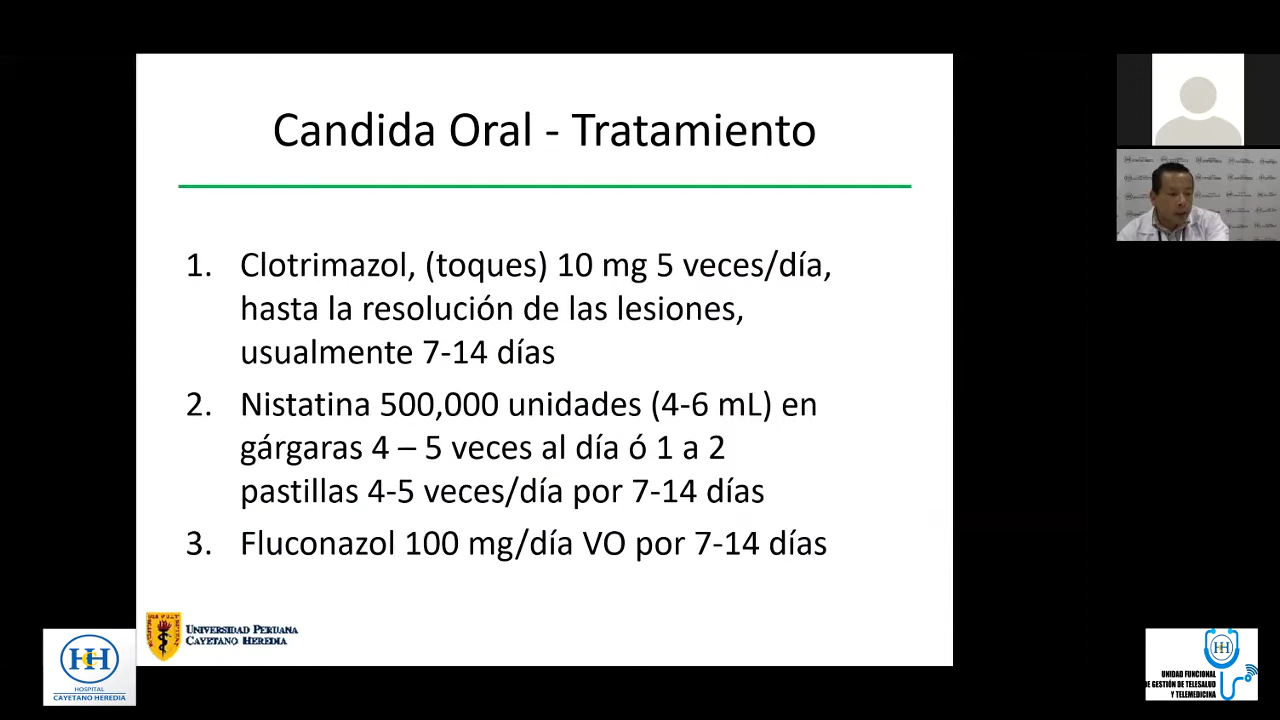 Candida Oral - Tratamiento
1. Clotrimazol, (toques) 10 mg 5 veces/día,
hasta la resolución de las lesiones,
usualmente 7-14 días
2. Nistatina 500,000 unidades (4-6 mL) en
gárgaras 4 – 5 veces al día ó 1 a 2
pastillas 4-5 veces/día por 7-14 días
3. Fluconazol 100 mg/día VO por 7-14 días
UNIVERSIDAD PERUANA
CAYETANO HEREDIA
HCH
HOSPITAL
CAYETANO HEREDIA
HCH
UNIDAD FUNCIONAL
DE GESTIÓN DE TELESALUD
Y TELEMEDICINA